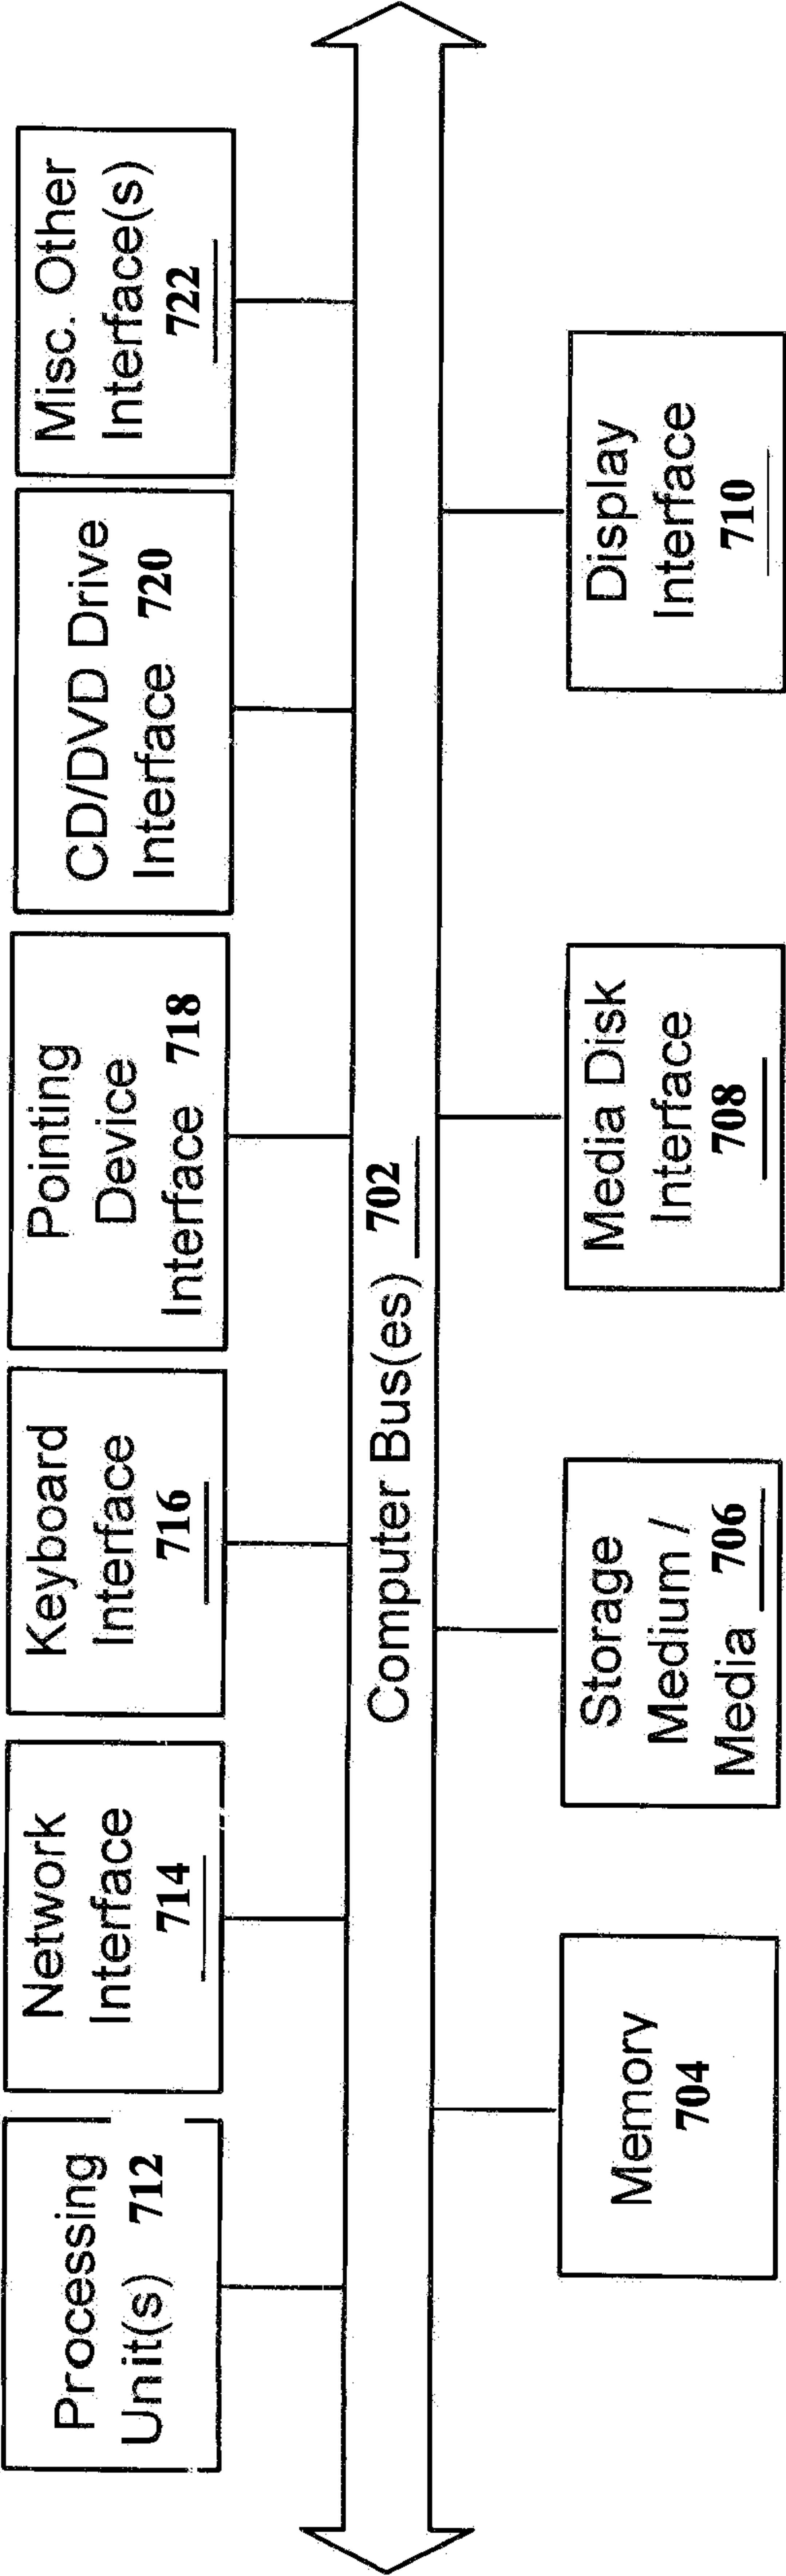 Processing
Unit(s) 712
Network
Interface
714
Keyboard
Interface
716
Pointing
Device
Interface 718
CD/DVD Drive
Interface 720
Misc. Other
Interface(s)
722
Computer Bus(es) 702
Memory
704
Storage
Medium /
Media 706
Media Disk
Interface
708
Display
Interface
710